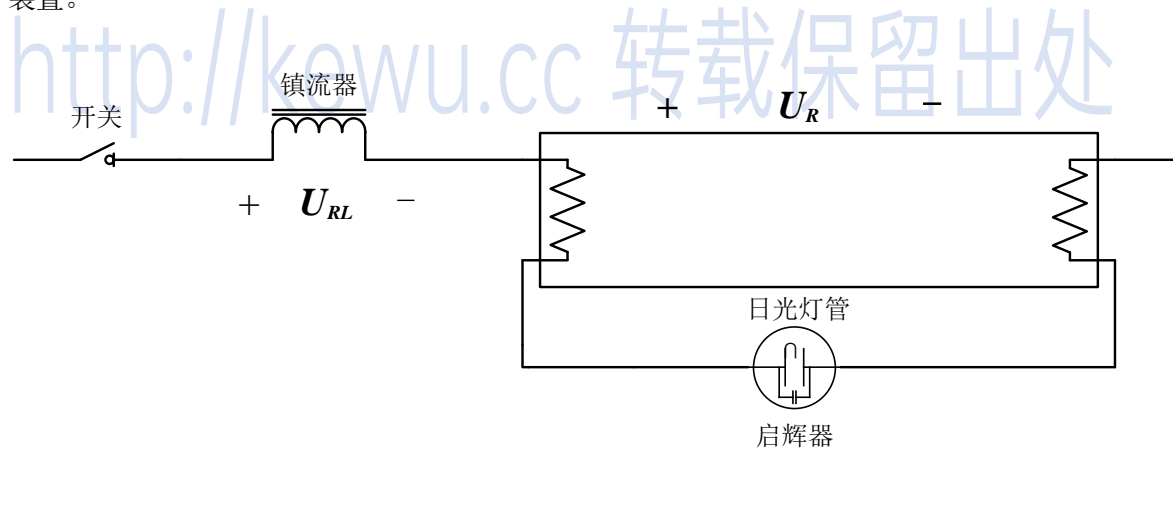 装置。
http://kewu.cc 转载保留出处
镇流器
开关
+ U_R −
+ U_RL −
日光灯管
启辉器